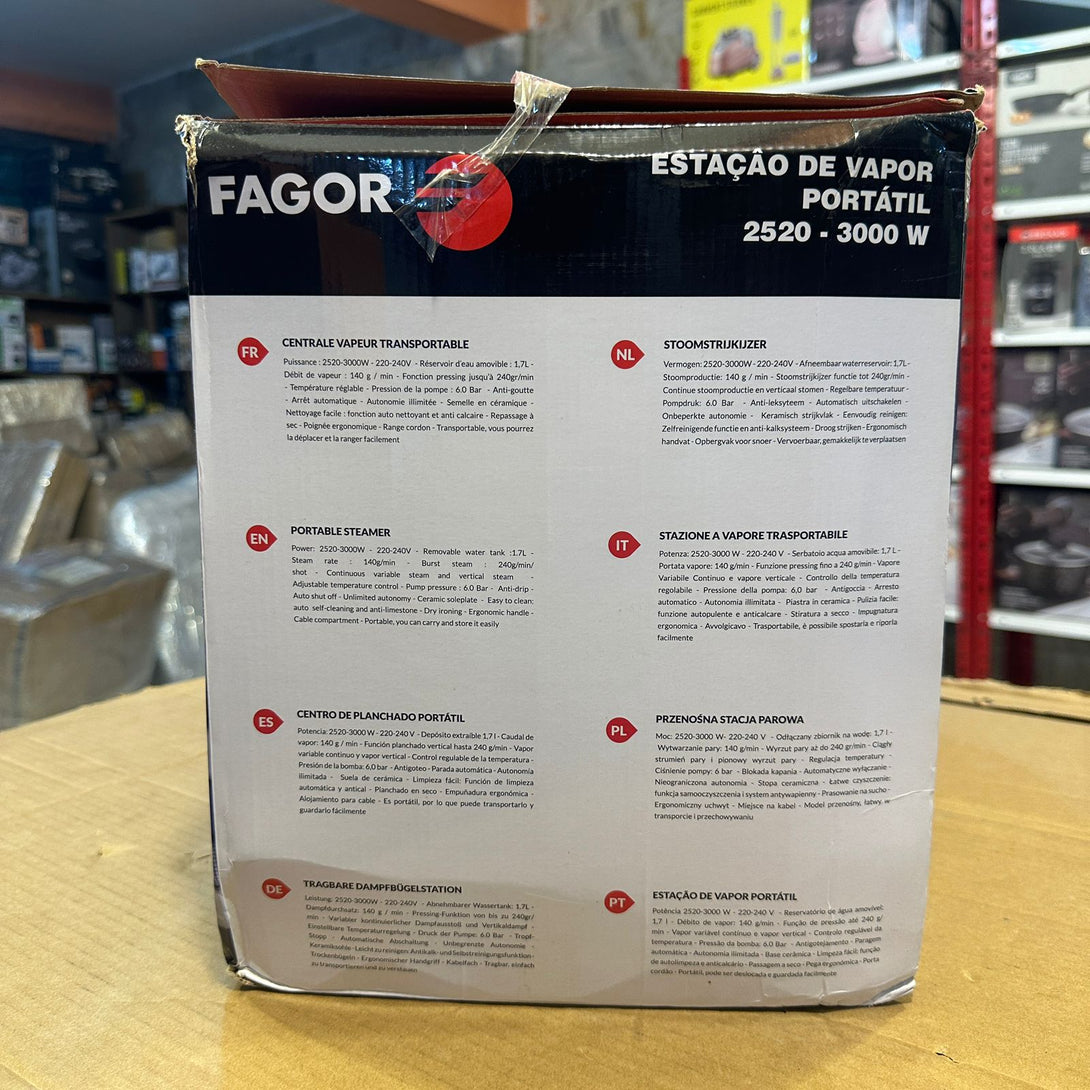 FAGOR
ESTAÇÃO DE VAPOR
PORTÁTIL
2520 - 3000 W
FR
CENTRALE VAPEUR TRANSPORTABLE
Puissance : 2520-3000W - 220-240V - Réservoir d'eau amovible : 1,7L -
Débit de vapeur : 140 g / min - Fonction pressing jusqu'à 240gr/min
- Température réglable - Pression de la pompe : 6.0 Bar - Anti-goutte
- Arrêt automatique - Autonomie illimitée - Semelle en céramique -
Nettoyage facile : fonction auto nettoyant et anti calcaire - Repassage à
sec - Poignée ergonomique - Range cordon - Transportable, vous pourrez
la déplacer et la ranger facilement
EN
PORTABLE STEAMER
Power: 2520-3000W - 220-240V - Removable water tank :1.7L -
Steam rate : 140g/min - Burst steam : 240g/min/
shot - Continuous variable steam and vertical steam -
Adjustable temperature control - Pump pressure : 6.0 Bar - Anti-drip -
Auto shut off - Unlimited autonomy - Ceramic soleplate - Easy to clean:
auto self-cleaning and anti-limestone - Dry ironing - Ergonomic handle -
Cable compartment - Portable, you can carry and store it easily
ES
CENTRO DE PLANCHADO PORTÁTIL
Potencia: 2520-3000 W - 220-240 V - Depósito extraíble 1,7 l - Caudal de
vapor: 140 g / min - Función planchado vertical hasta 240 g/min - Vapor
variable continuo y vapor vertical - Control regulable de la temperatura -
Presión de la bomba: 6,0 bar - Antigoteo - Parada automática - Autonomía
ilimitada - Suela de cerámica - Limpieza fácil: Función de limpieza
automática y antical - Planchado en seco - Empuñadura ergonómica -
Alojamiento para cable - Es portátil, por lo que puede transportarlo y
guardarlo fácilmente
DE
TRAGBARE DAMPFBÜGELSTATION
Leistung: 2520-3000W - 220-240V - Abnehmbarer Wassertank: 1,7L -
Dampfdurchsatz: 140 g / min - Pressing-Funktion von bis zu 240gr/
min - Variabler kontinuierlicher Dampfausstoß und Vertikaldampf -
Einstellbare Temperaturregelung - Druck der Pumpe: 6.0 Bar - Tropf-
Stopp - Automatische Abschaltung - Unbegrenzte Autonomie -
Keramiksohle - Leicht zu reinigen: Antikalk- und Selbstreinigungsfunktion -
Trockenbügeln - Ergonomischer Handgriff - Kabelfach - Tragbar, einfach
zu transportieren und zu verstauen
NL
STOOMSTRIJKIJZER
Vermogen: 2520-3000W - 220-240V - Afneembaar waterreservoir: 1,7L -
Stoomproductie: 140 g / min - Stoomstrijkijzer functie tot 240gr/min -
Continue stoomproductie en verticaal stomen - Regelbare temperatuur -
Pompdruk: 6.0 Bar - Anti-leksyteem - Automatisch uitschakelen -
Onbeperkte autonomie - Keramisch strijkvlak - Eenvoudig reinigen:
Zelfreinigende functie en anti-kalksysteem - Droog strijken - Ergonomisch
handvat - Opbergvak voor snoer - Vervoerbaar, gemakkelijk te verplaatsen
IT
STAZIONE A VAPORE TRASPORTABILE
Potenza: 2520-3000 W - 220-240 V - Serbatoio acqua amovibile: 1,7 L -
Portata vapore: 140 g/min - Funzione pressing fino a 240 g/min - Vapore
Variabile Continuo e vapore verticale - Controllo della temperatura
regolabile - Pressione della pompa: 6,0 bar - Antigoccia - Arresto
automatico - Autonomia illimitata - Piastra in ceramica - Pulizia facile:
funzione autopulente e anticalcare - Stiratura a secco - Impugnatura
ergonomica - Avvolgicavo - Trasportabile, è possibile spostarla e riporla
facilmente
PL
PRZENOŚNA STACJA PAROWA
Moc: 2520-3000 W- 220-240 V - Odłączany zbiornik na wodę: 1,7 l -
Wytwarzanie pary: 140 g/min - Wyrzut pary aż do 240 gr/min - Ciągły
strumień pary i pionowy wyrzut pary - Regulacja temperatury -
Ciśnienie pompy: 6 bar - Blokada kapania - Automatyczne wyłączanie -
Nieograniczona autonomia - Stopa ceramiczna - Łatwe czyszczenie:
funkcja samooczyszczenia i system antywapienny - Prasowanie na sucho -
Ergonomiczny uchwyt - Miejsce na kabel - Model przenośny, łatwy w
transporcie i przechowywaniu
PT
ESTAÇÃO DE VAPOR PORTÁTIL
Potência 2520-3000 W - 220-240 V - Reservatório de água amovível:
1,7 l - Débito de vapor: 140 g/min - Função de pressão até 240 g/
min - Vapor variável contínuo e vapor vertical - Controlo regulável da
temperatura - Pressão da bomba: 6,0 Bar - Antigotejamento - Paragem
automática - Autonomia ilimitada - Base cerâmica - Limpeza fácil: função
de autolimpeza e anticalcário - Passagem a seco - Pega ergonómica - Porta
cordão - Portátil, pode ser deslocada e guardada facilmente